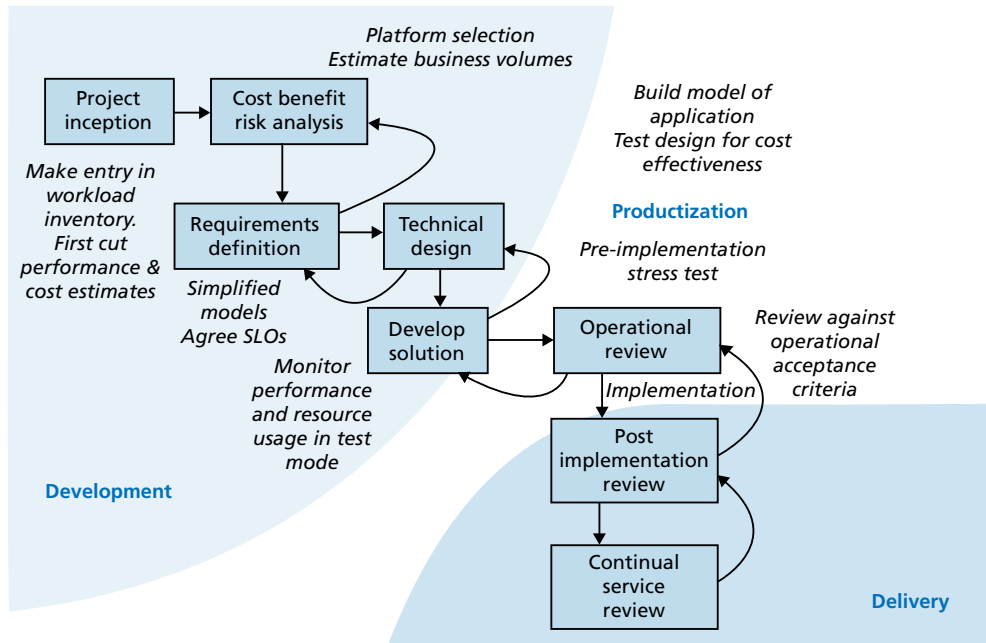 Platform selection
Estimate business volumes
Project
inception
Cost benefit
risk analysis
Build model of
application
Test design for cost
effectiveness
Make entry in
workload
inventory.
First cut
performance &
cost estimates
Requirements
definition
Technical
design
Productization
Pre-implementation
stress test
Simplified
models
Agree SLOs
Develop
solution
Operational
review
Review against
operational
acceptance
criteria
Monitor
performance
and resource
usage in test
mode
Implementation
Post
implementation
review
Development
Continual
service
review
Delivery